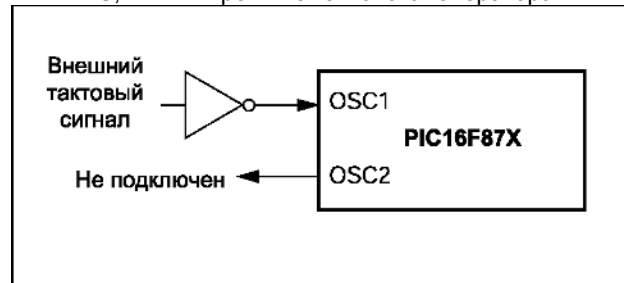 Внешний
тактовый
сигнал
OSC1
PIC16F87X
Не подключен
OSC2